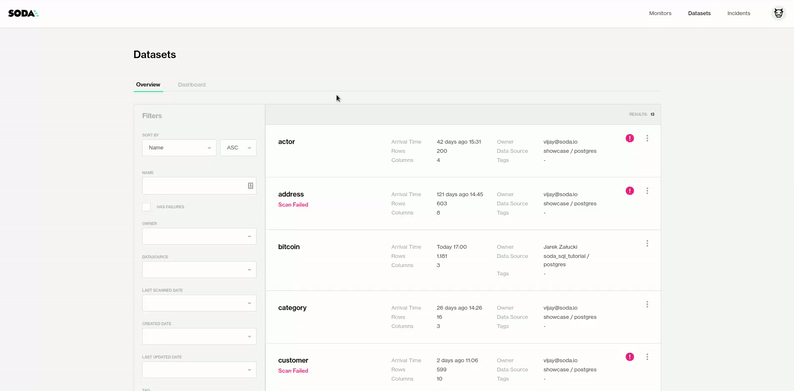 SODA
Monitors Datasets Incidents
Datasets
Overview Dashboard
Filters
RESULTS: 13
SORT BY
Name ASC
NAME
HAS FAILURES
OWNER
DATASOURCE
LAST SCANNED DATE
CREATED DATE
LAST UPDATED DATE
TAG
actor
Arrival Time 42 days ago 15:31 Owner vijay@soda.io
Rows 200 Data Source showcase / postgres
Columns 4 Tags -
address
Scan Failed
Arrival Time 121 days ago 14:45 Owner vijay@soda.io
Rows 603 Data Source showcase / postgres
Columns 8 Tags -
bitcoin
Arrival Time Today 17:00 Owner Jarek Zalucki
Rows 1.181 Data Source soda_sql_tutorial /
postgres
Columns 3 Tags -
category
Arrival Time 26 days ago 14:26 Owner vijay@soda.io
Rows 16 Data Source showcase / postgres
Columns 3 Tags -
customer
Scan Failed
Arrival Time 2 days ago 11:06 Owner vijay@soda.io
Rows 599 Data Source showcase / postgres
Columns 10 Tags -